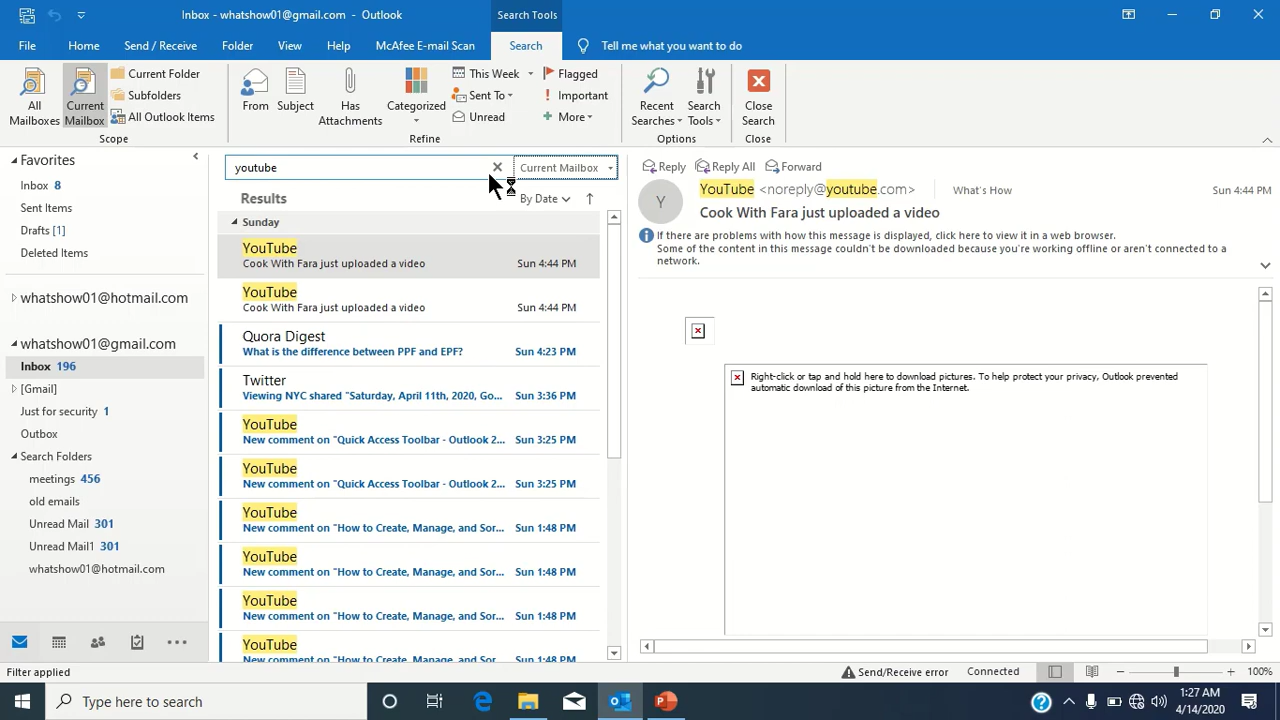 Inbox - whatshow01@gmail.com - Outlook
Search Tools
File Home Send / Receive Folder View Help McAfee E-mail Scan Search Tell me what you want to do
All Mailboxes
Current Mailbox
Current Folder
Subfolders
All Outlook Items
Scope
From
Subject
Has Attachments
Categorized
This Week
Sent To
Unread
Flagged
Important
More
Refine
Recent Searches
Search Tools
Options
Close Search
Close
Favorites
Inbox 8
Sent Items
Drafts [1]
Deleted Items
whatshow01@hotmail.com
whatshow01@gmail.com
Inbox 196
[Gmail]
Just for security 1
Outbox
Search Folders
meetings 456
old emails
Unread Mail 301
Unread Mail1 301
whatshow01@hotmail.com
youtube
Current Mailbox
Results
By Date
Sunday
YouTube
Cook With Fara just uploaded a video Sun 4:44 PM
YouTube
Cook With Fara just uploaded a video Sun 4:44 PM
Quora Digest
What is the difference between PPF and EPF? Sun 4:23 PM
Twitter
Viewing NYC shared "Saturday, April 11th, 2020, Go... Sun 3:36 PM
YouTube
New comment on "Quick Access Toolbar - Outlook 2... Sun 3:25 PM
YouTube
New comment on "Quick Access Toolbar - Outlook 2... Sun 3:25 PM
YouTube
New comment on "How to Create, Manage, and Sor... Sun 1:48 PM
YouTube
New comment on "How to Create, Manage, and Sor... Sun 1:48 PM
YouTube
New comment on "How to Create, Manage, and Sor... Sun 1:48 PM
YouTube
New comment on "How to Create, Manage, and Sor... Sun 1:48 PM
Reply Reply All Forward
Y
YouTube <noreply@youtube.com> What's How Sun 4:44 PM
Cook With Fara just uploaded a video
If there are problems with how this message is displayed, click here to view it in a web browser.
Some of the content in this message couldn't be downloaded because you're working offline or aren't connected to a
network.
Right-click or tap and hold here to download pictures. To help protect your privacy, Outlook prevented
automatic download of this picture from the Internet.
Filter applied
Send/Receive error
Connected
100%
Type here to search
1:27 AM
4/14/2020